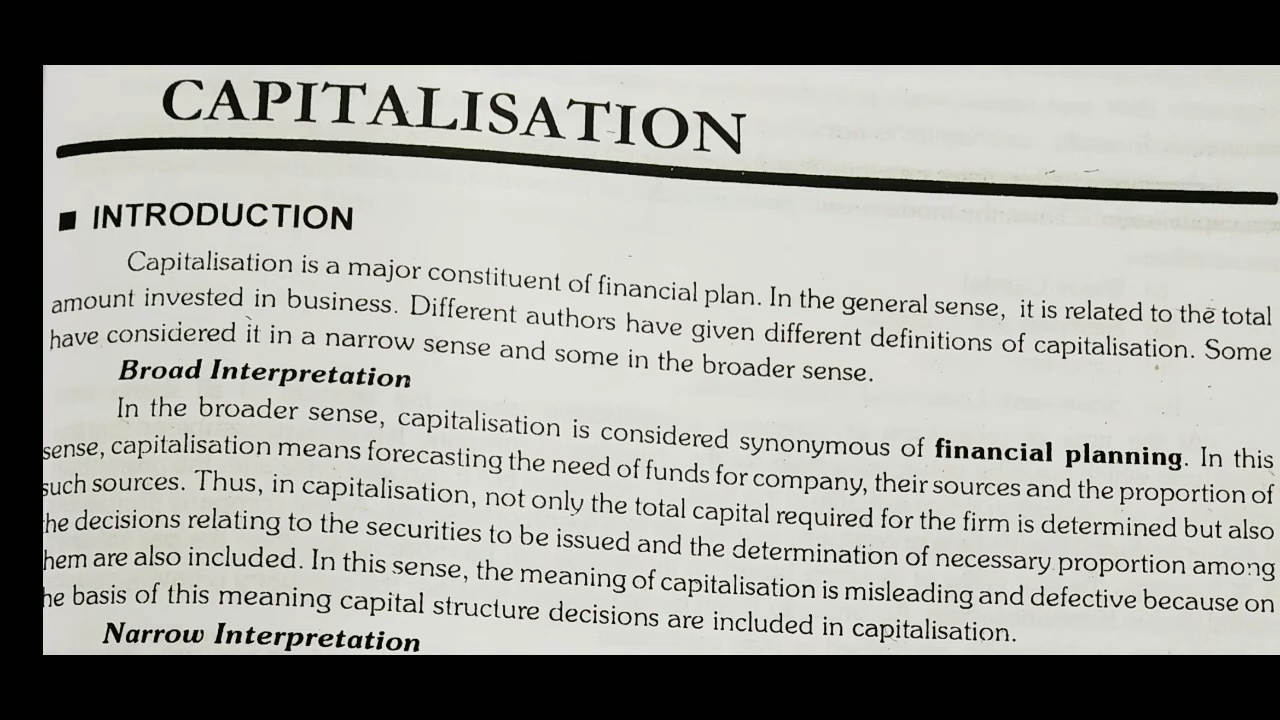 CAPITALISATION
■ INTRODUCTION
Capitalisation is a major constituent of financial plan. In the general sense, it is related to the total
amount invested in business. Different authors have given different definitions of capitalisation. Some
have considered it in a narrow sense and some in the broader sense.
Broad Interpretation
In the broader sense, capitalisation is considered synonymous of financial planning. In this
sense, capitalisation means forecasting the need of funds for company, their sources and the proportion of
such sources. Thus, in capitalisation, not only the total capital required for the firm is determined but also
he decisions relating to the securities to be issued and the determination of necessary proportion among
hem are also included. In this sense, the meaning of capitalisation is misleading and defective because on
he basis of this meaning capital structure decisions are included in capitalisation.
Narrow Interpretation